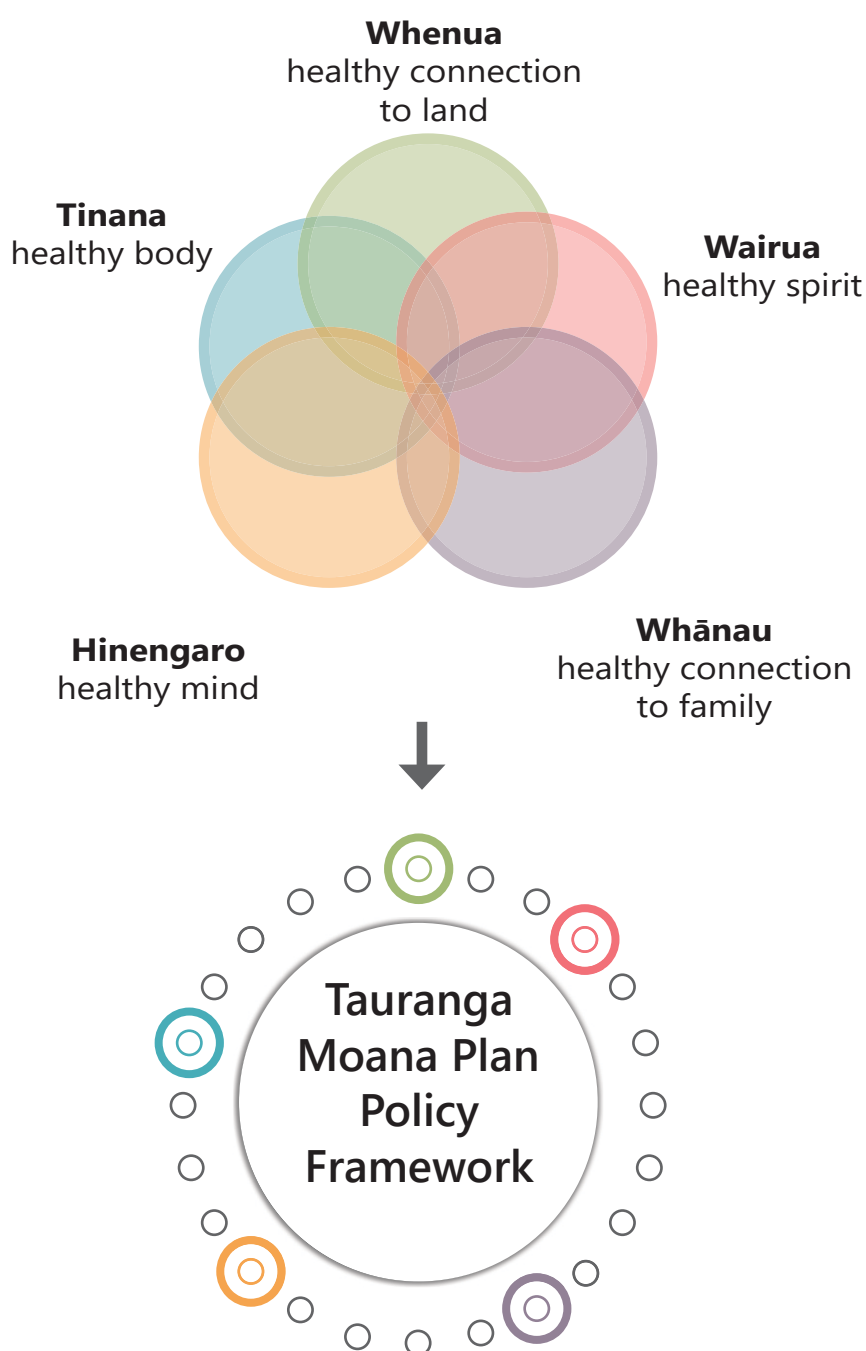 Whenua
healthy connection
to land
Tinana
healthy body
Wairua
healthy spirit
Hinengaro
healthy mind
Whānau
healthy connection
to family
Tauranga
Moana Plan
Policy
Framework